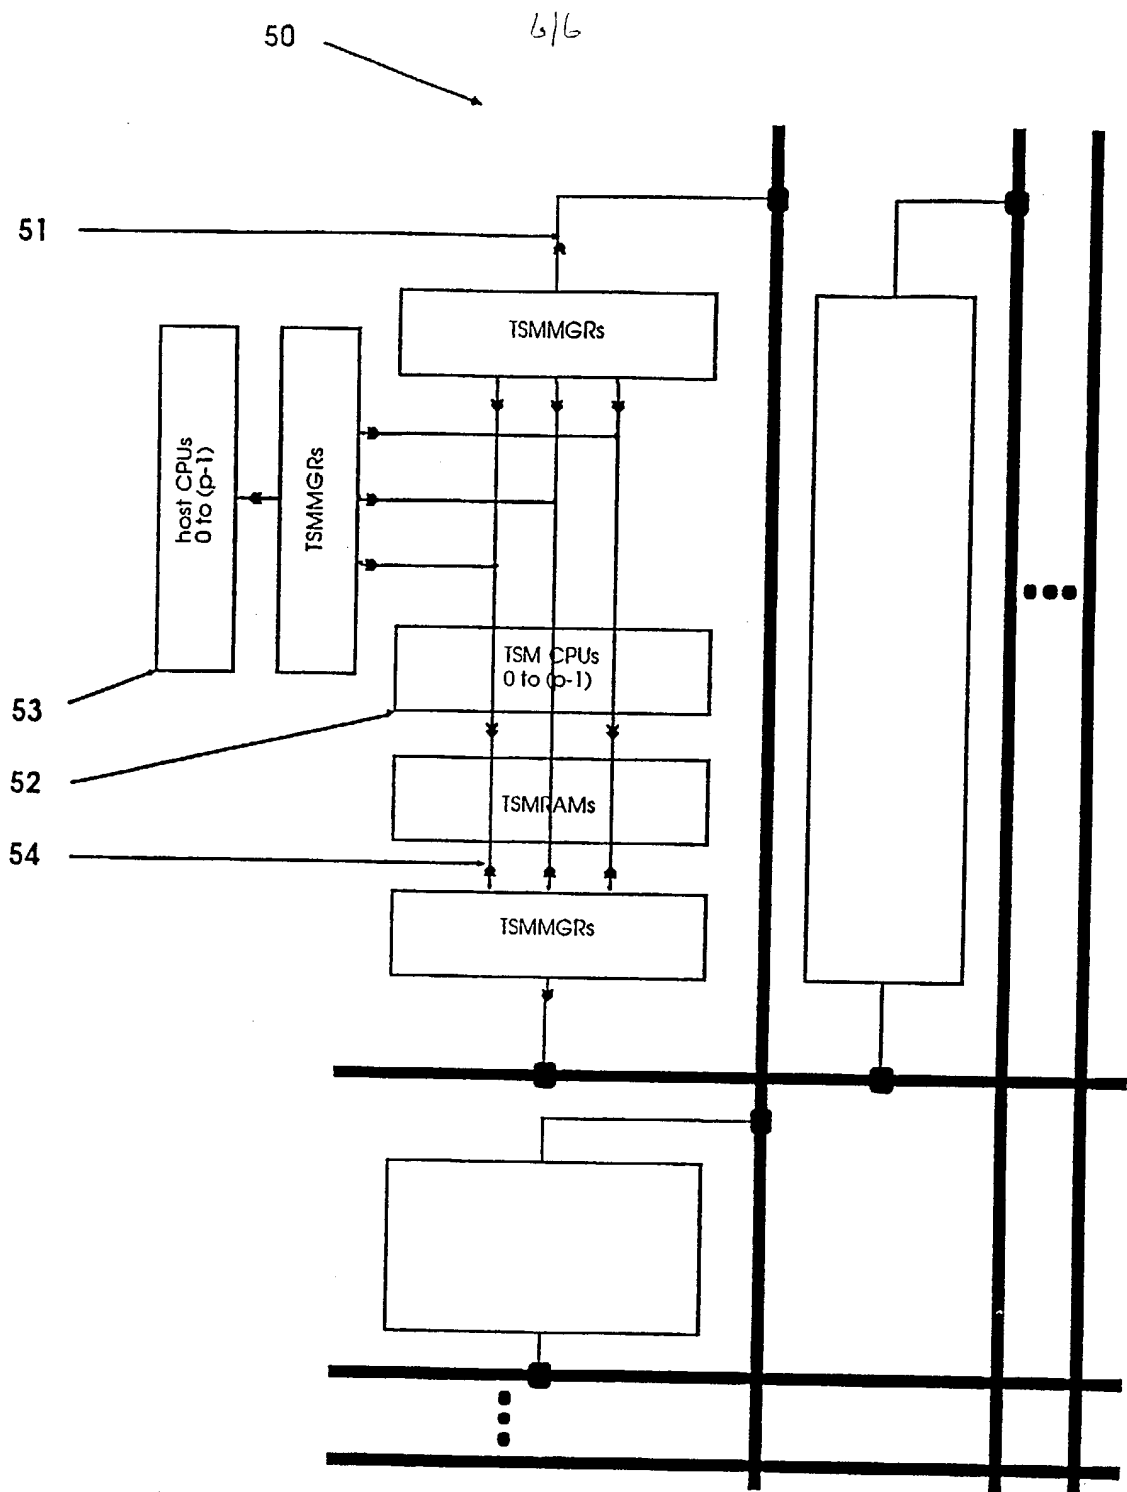 6/6
50
51
TSMMGRs
host CPUs
0 to (p-1)
TSMMGRs
TSM CPUs
0 to (p-1)
53
52
TSMRAMs
54
TSMMGRs